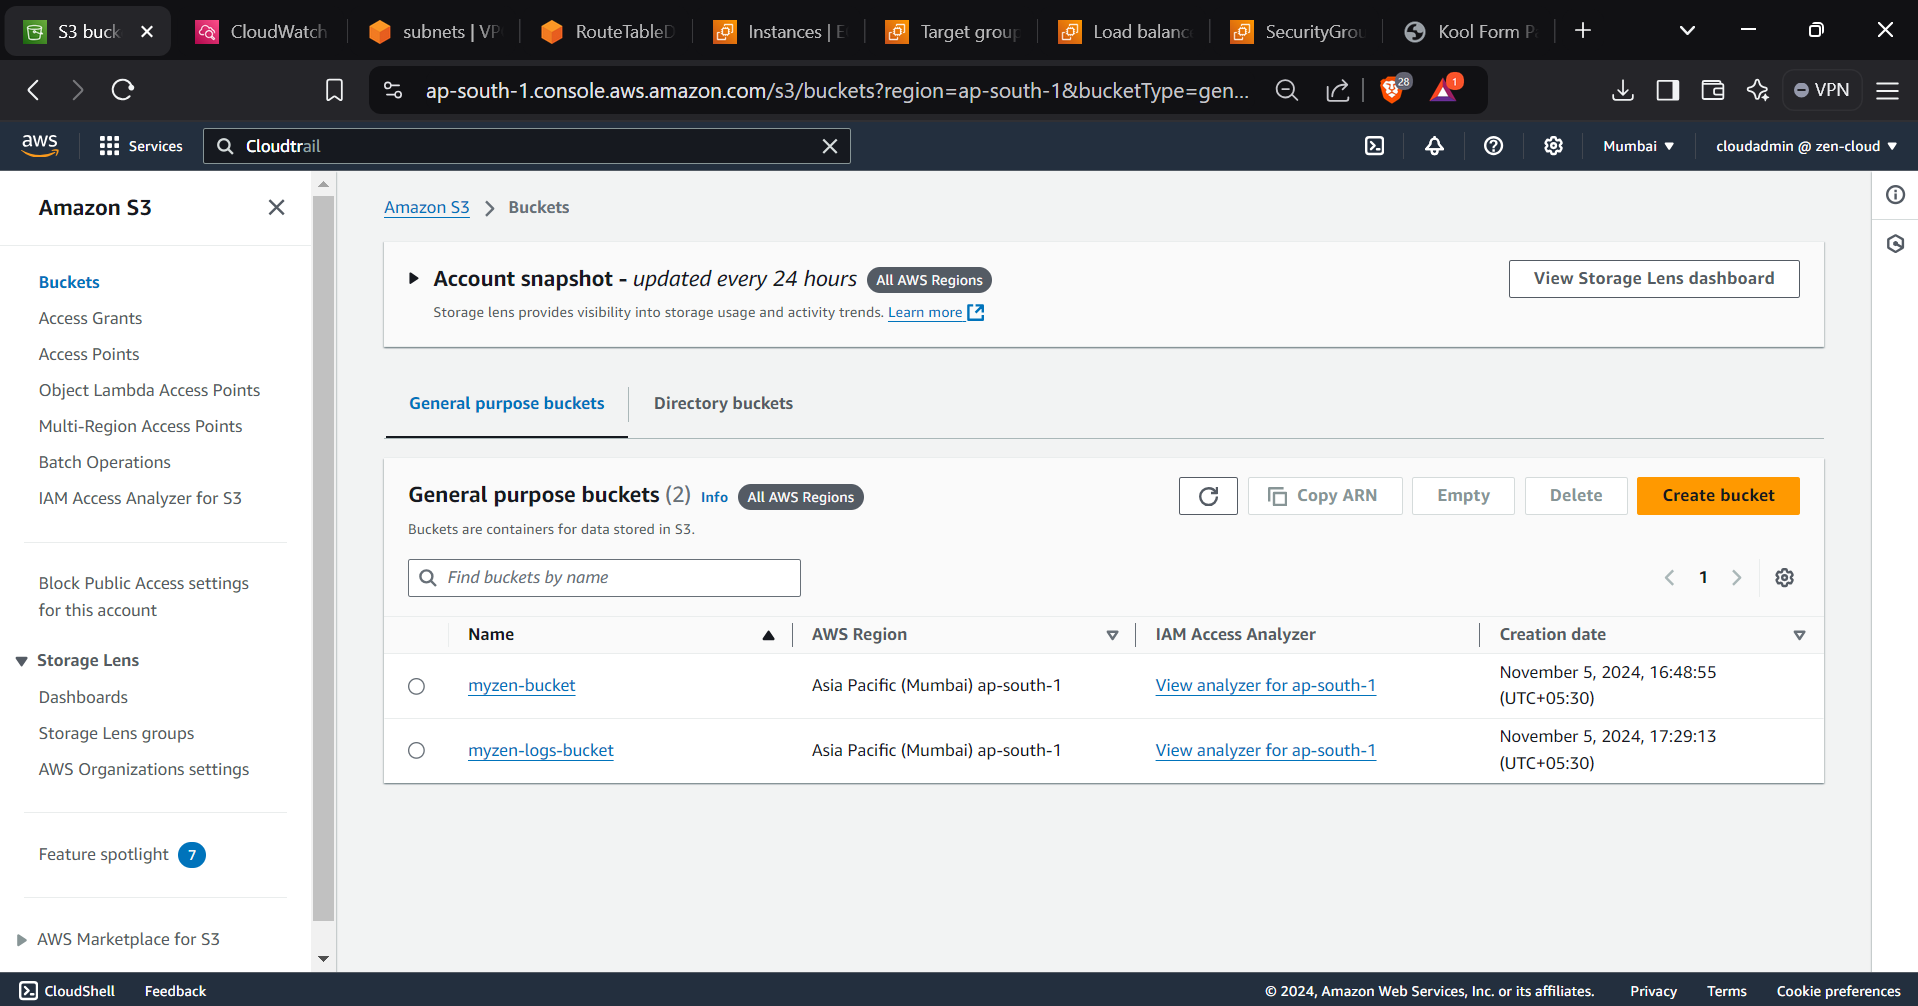 S3 buck
CloudWatch
subnets | VP
RouteTableD
Instances | E
Target group
Load balanc
SecurityGrou
Kool Form Pa
ap-south-1.console.aws.amazon.com/s3/buckets?region=ap-south-1&bucketType=gen...
28
1
VPN
aws
Services
Cloudtrail
Mumbai
cloudadmin @ zen-cloud
Amazon S3
Buckets
Access Grants
Access Points
Object Lambda Access Points
Multi-Region Access Points
Batch Operations
IAM Access Analyzer for S3
Block Public Access settings
for this account
Storage Lens
Dashboards
Storage Lens groups
AWS Organizations settings
Feature spotlight 7
AWS Marketplace for S3
Amazon S3 Buckets
Account snapshot - updated every 24 hours All AWS Regions
Storage lens provides visibility into storage usage and activity trends. Learn more
View Storage Lens dashboard
General purpose buckets
Directory buckets
General purpose buckets (2) Info All AWS Regions
Buckets are containers for data stored in S3.
Copy ARN
Empty
Delete
Create bucket
Find buckets by name
1
Name AWS Region IAM Access Analyzer Creation date
myzen-bucket Asia Pacific (Mumbai) ap-south-1 View analyzer for ap-south-1 November 5, 2024, 16:48:55
(UTC+05:30)
myzen-logs-bucket Asia Pacific (Mumbai) ap-south-1 View analyzer for ap-south-1 November 5, 2024, 17:29:13
(UTC+05:30)
CloudShell Feedback © 2024, Amazon Web Services, Inc. or its affiliates. Privacy Terms Cookie preferences